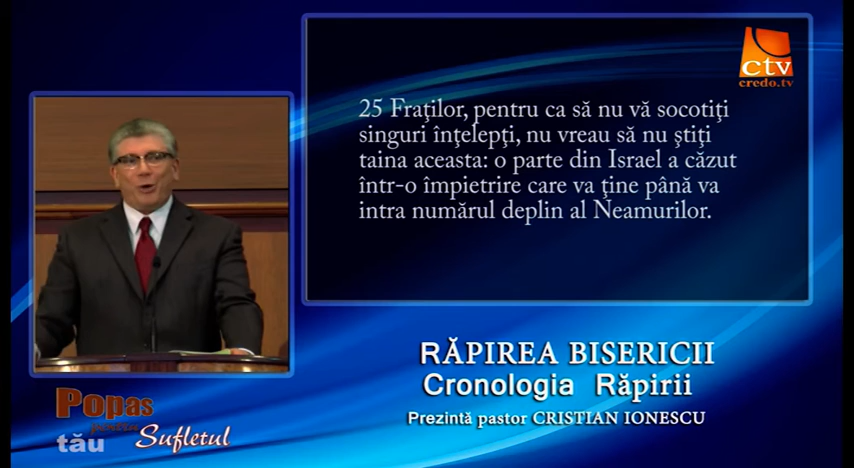 ctv
credo.tv
25 Fraţilor, pentru ca să nu vă socotiţi
singuri înţelepţi, nu vreau să nu ştiţi
taina aceasta: o parte din Israel a căzut
într-o împietrire care va ţine până va
intra numărul deplin al Neamurilor.
RĂPIREA BISERICII
Cronologia Răpirii
Prezintă pastor CRISTIAN IONESCU
Popas
pentru
tău Sufletul